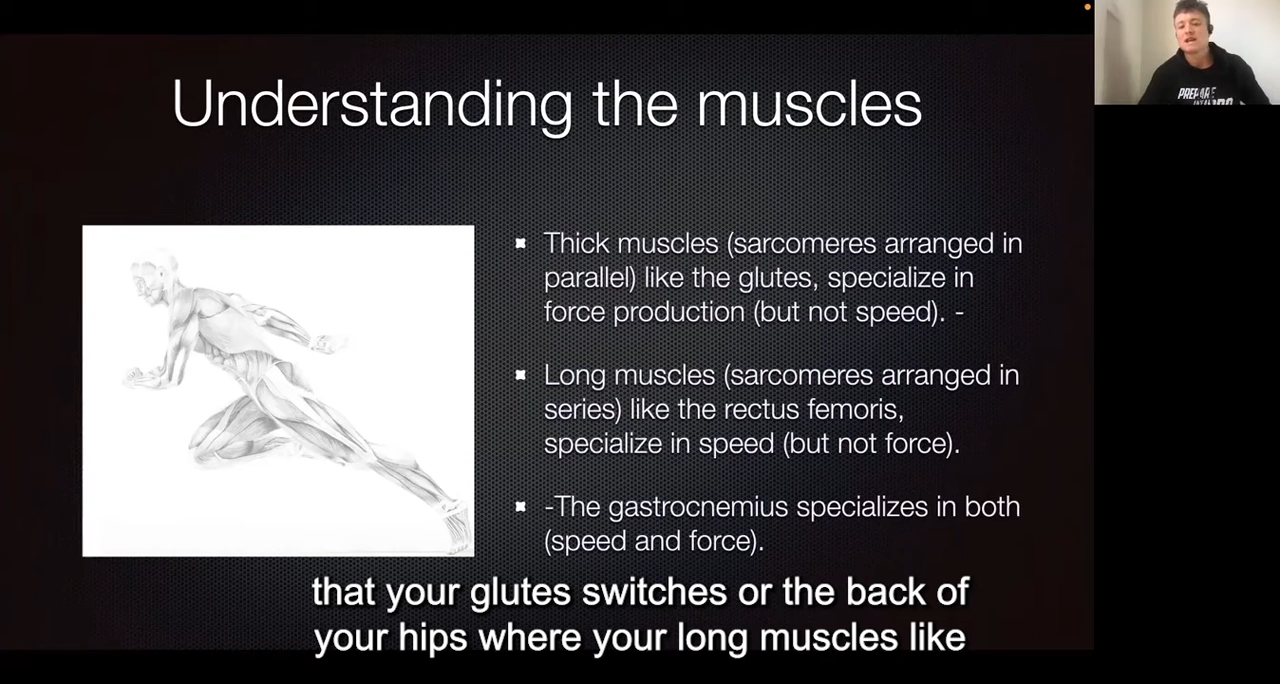 Understanding the muscles
PREPARE
Thick muscles (sarcomeres arranged in
parallel) like the glutes, specialize in
force production (but not speed). -
Long muscles (sarcomeres arranged in
series) like the rectus femoris,
specialize in speed (but not force).
-The gastrocnemius specializes in both
(speed and force).
that your glutes switches or the back of
your hips where your long muscles like